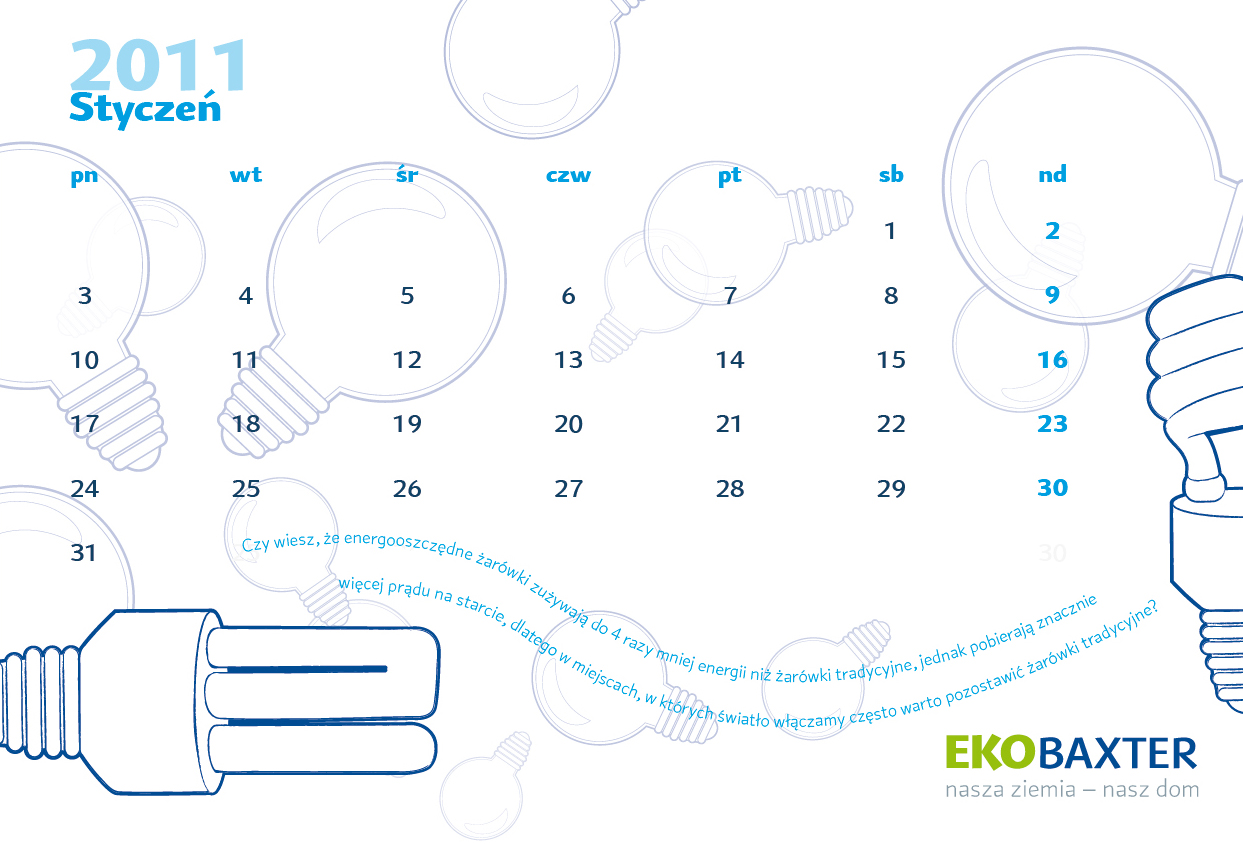 2011
Styczeń
pn wt śr czw pt sb nd
1 2
3 4 5 6 7 8 9
10 11 12 13 14 15 16
17 18 19 20 21 22 23
24 25 26 27 28 29 30
31 30
Czy wiesz, że energooszczędne żarówki zużywają do 4 razy mniej energii niż żarówki tradycyjne, jednak pobierają znacznie
więcej prądu na starcie, dlatego w miejscach, w których światło włączamy często warto pozostawić żarówki tradycyjne?
EKOBAXTER
nasza ziemia – nasz dom